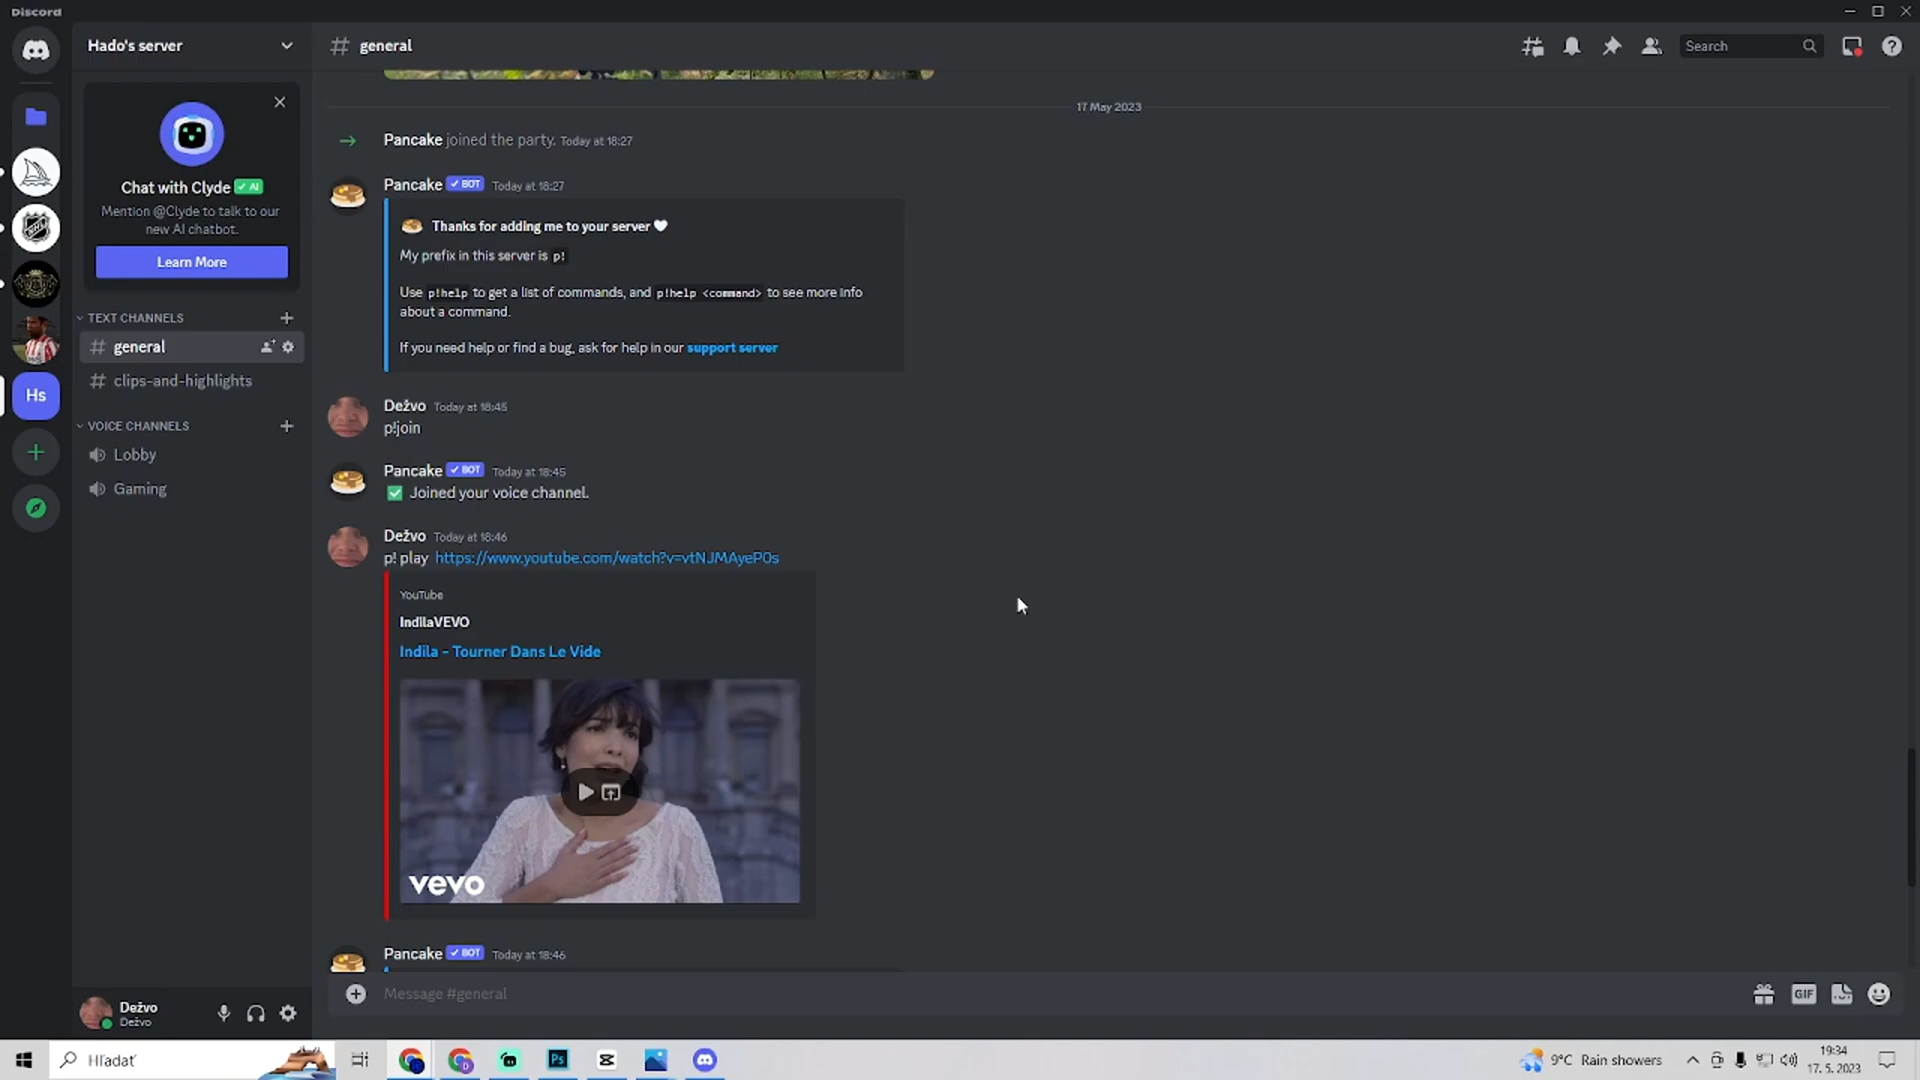 Discord
Hado's server
general
Search
Chat with Clyde ✓ AI
Mention @Clyde to talk to our
new AI chatbot.
Learn More
TEXT CHANNELS
general
clips-and-highlights
VOICE CHANNELS
Lobby
Gaming
Hs
17 May 2023
Pancake joined the party. Today at 18:27
Pancake ✓ BOT Today at 18:27
Thanks for adding me to your server
My prefix in this server is p!
Use p!help to get a list of commands, and p!help <command> to see more info
about a command.
If you need help or find a bug, ask for help in our support server
Dežvo Today at 18:45
p!join
Pancake ✓ BOT Today at 18:45
Joined your voice channel.
Dežvo Today at 18:46
p! play https://www.youtube.com/watch?v=vtNJMAyeP0s
YouTube
IndilaVEVO
Indila - Tourner Dans Le Vide
vevo
Pancake ✓ BOT Today at 18:46
Message #general
GIF
Dežvo
Dežvo
Hľadať
Ps
9°C Rain showers
19:34
17. 5. 2023